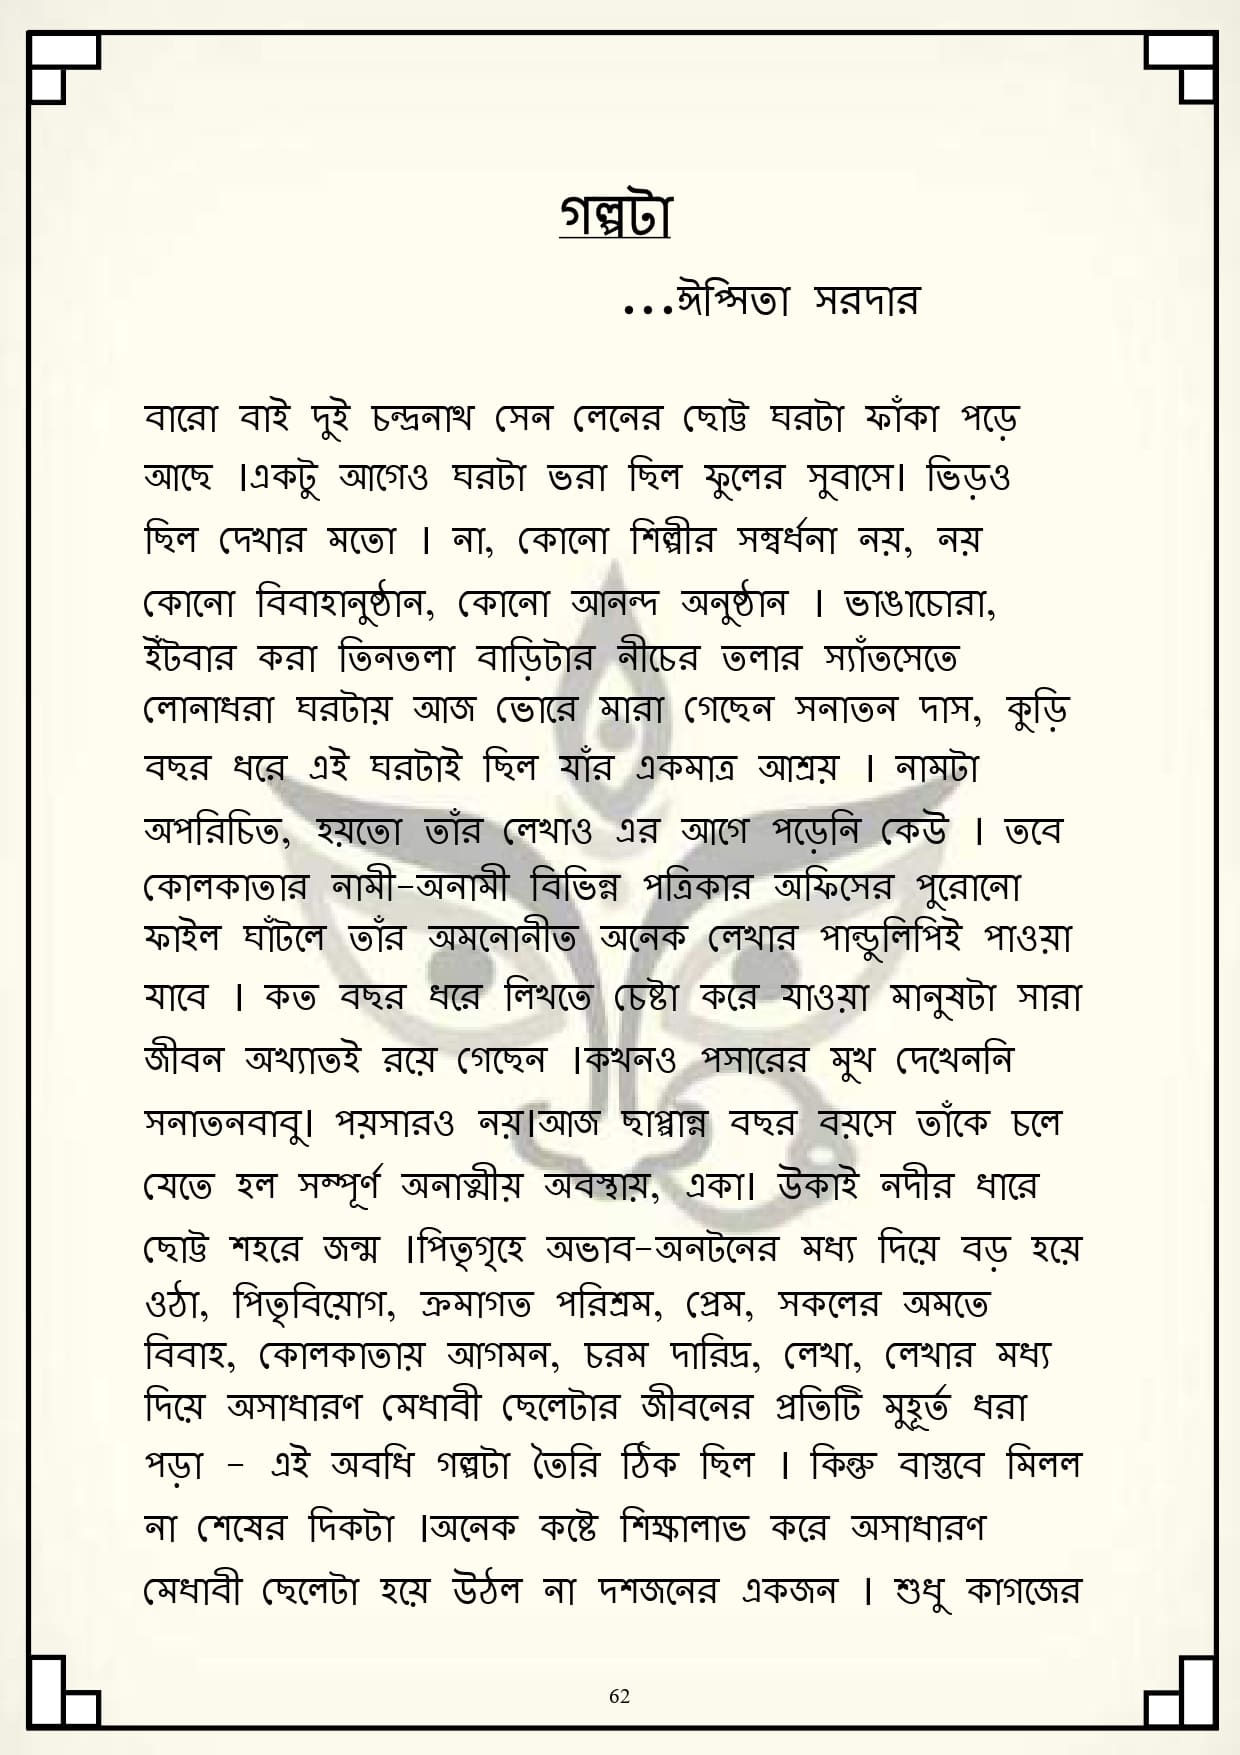 গল্পটা
...ঈপ্সিতা সরদার
বারো বাই দুই চন্দ্রনাথ সেন লেনের ছোট্ট ঘরটা ফাঁকা পড়ে
আছে ।একটু আগেও ঘরটা ভরা ছিল ফুলের সুবাসে। ভিড়ও
ছিল দেখার মতো । না, কোনো শিল্পীর সম্বর্ধনা নয়, নয়
কোনো বিবাহানুষ্ঠান, কোনো আনন্দ অনুষ্ঠান । ভাঙাচোরা,
ইঁটবার করা তিনতলা বাড়িটার নীচের তলার স্যাঁতসেতে
লোনাধরা ঘরটায় আজ ভোরে মারা গেছেন সনাতন দাস, কুড়ি
বছর ধরে এই ঘরটাই ছিল যাঁর একমাত্র আশ্রয় । নামটা
অপরিচিত, হয়তো তাঁর লেখাও এর আগে পড়েনি কেউ । তবে
কোলকাতার নামী-অনামী বিভিন্ন পত্রিকার অফিসের পুরোনো
ফাইল ঘাঁটলে তাঁর অমনোনীত অনেক লেখার পান্ডুলিপিই পাওয়া
যাবে । কত বছর ধরে লিখতে চেষ্টা করে যাওয়া মানুষটা সারা
জীবন অখ্যাতই রয়ে গেছেন ।কখনও পসারের মুখ দেখেননি
সনাতনবাবু। পয়সারও নয়।আজ ছাপ্পান্ন বছর বয়সে তাঁকে চলে
যেতে হল সম্পূর্ণ অনাত্মীয় অবস্থায়, একা। উকাই নদীর ধারে
ছোট্ট শহরে জন্ম ।পিতৃগৃহে অভাব-অনটনের মধ্য দিয়ে বড় হয়ে
ওঠা, পিতৃবিয়োগ, ক্রমাগত পরিশ্রম, প্রেম, সকলের অমতে
বিবাহ, কোলকাতায় আগমন, চরম দারিদ্র, লেখা, লেখার মধ্য
দিয়ে অসাধারণ মেধাবী ছেলেটার জীবনের প্রতিটি মুহূর্ত ধরা
পড়া - এই অবধি গল্পটা তৈরি ঠিক ছিল । কিন্তু বাস্তবে মিলল
না শেষের দিকটা ।অনেক কষ্টে শিক্ষালাভ করে অসাধারণ
মেধাবী ছেলেটা হয়ে উঠল না দশজনের একজন । শুধু কাগজের
62